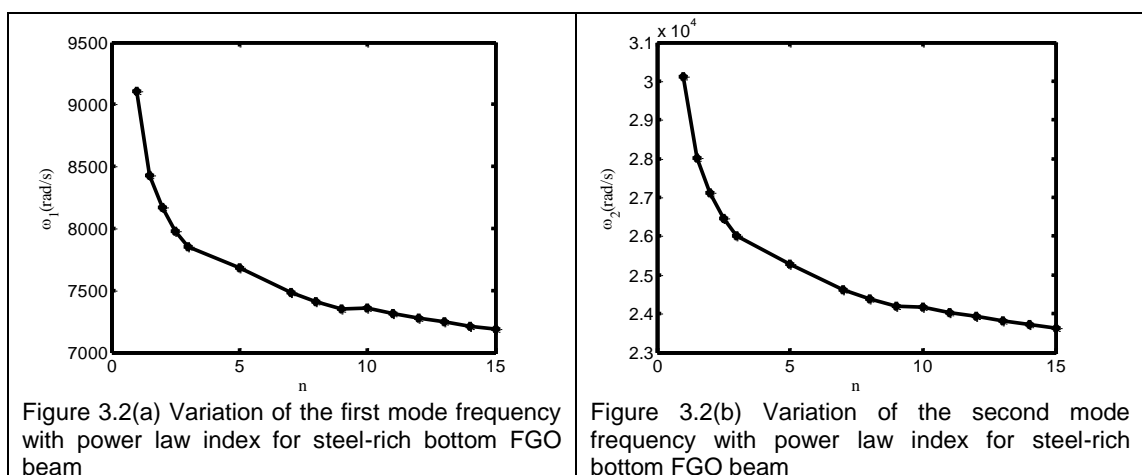 9500
9000
8500
8000
7500
7000
ω1(rad/s)
0
5
10
15
n
Figure 3.2(a) Variation of the first mode frequency
with power law index for steel-rich bottom FGO
beam
x 10^4
3.1
3
2.9
2.8
2.7
2.6
2.5
2.4
2.3
ω2(rad/s)
0
5
10
15
n
Figure 3.2(b) Variation of the second mode
frequency with power law index for steel-rich
bottom FGO beam